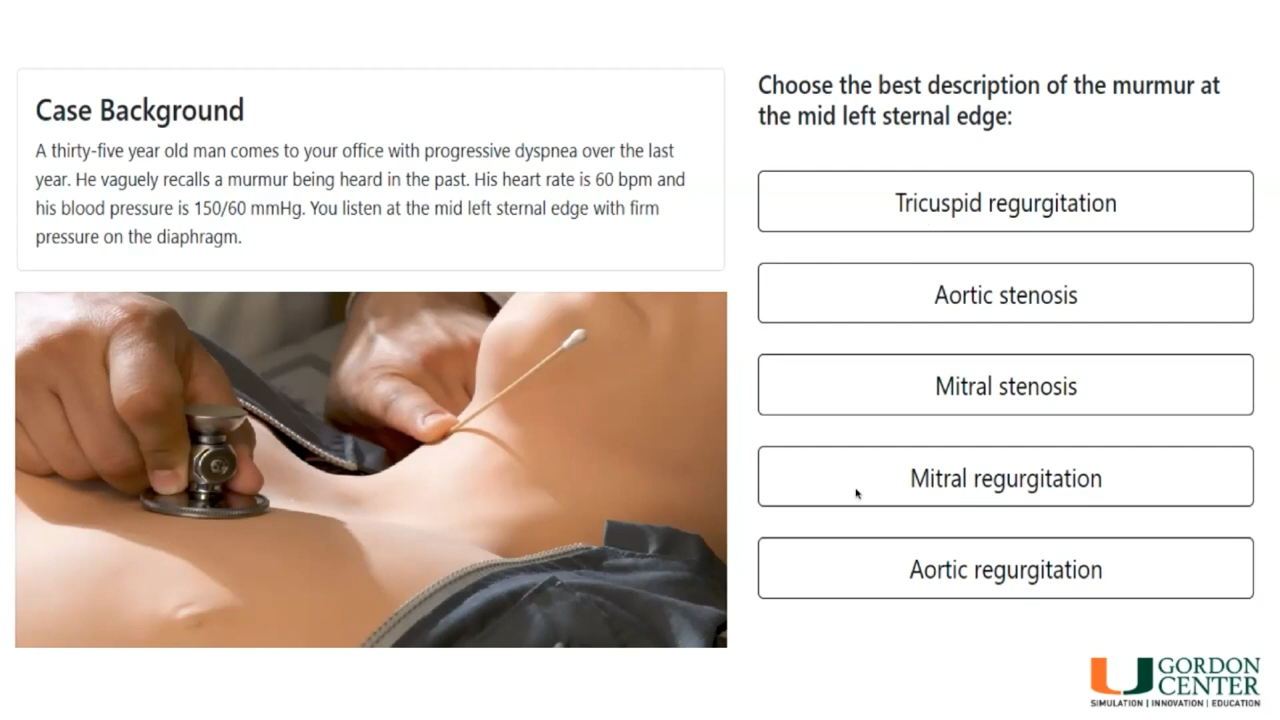 Case Background
A thirty-five year old man comes to your office with progressive dyspnea over the last
year. He vaguely recalls a murmur being heard in the past. His heart rate is 60 bpm and
his blood pressure is 150/60 mmHg. You listen at the mid left sternal edge with firm
pressure on the diaphragm.
Choose the best description of the murmur at
the mid left sternal edge:
Tricuspid regurgitation
Aortic stenosis
Mitral stenosis
Mitral regurgitation
Aortic regurgitation
U GORDON
CENTER
SIMULATION | INNOVATION | EDUCATION